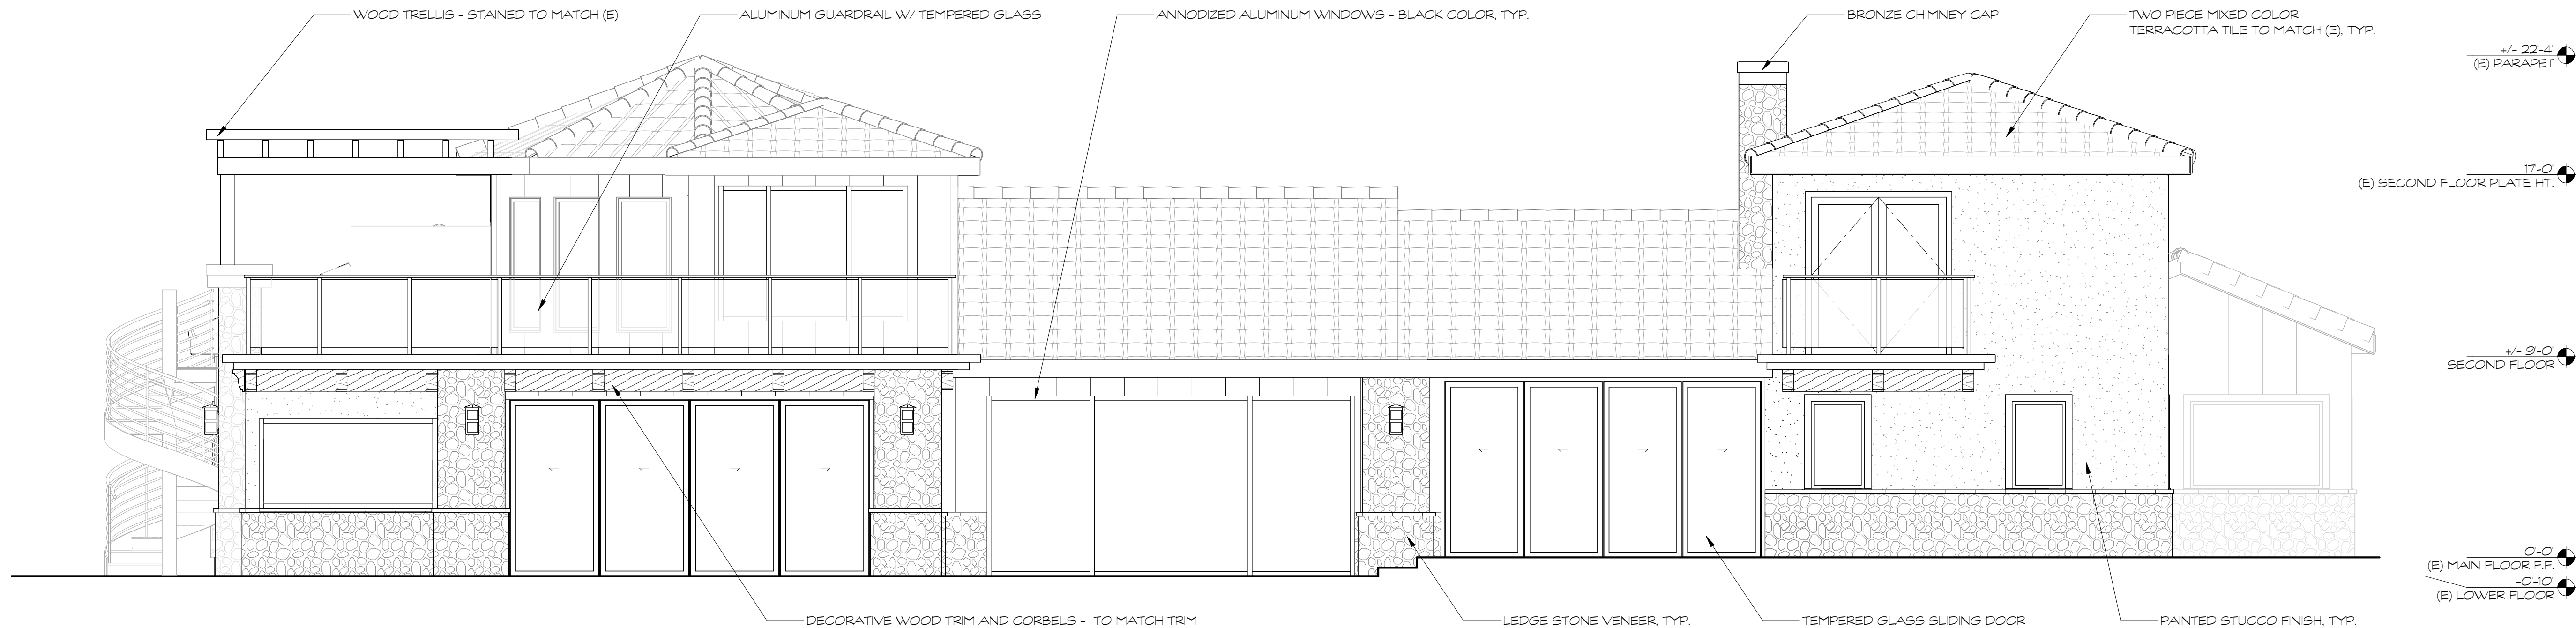 WOOD TRELLIS - STAINED TO MATCH (E)
ALUMINUM GUARDRAIL W/ TEMPERED GLASS
ANNODIZED ALUMINUM WINDOWS - BLACK COLOR, TYP.
BRONZE CHIMNEY CAP
TWO PIECE MIXED COLOR
TERRACOTTA TILE TO MATCH (E), TYP.
+/- 22'-4"
(E) PARAPET
17'-0"
(E) SECOND FLOOR PLATE HT.
+/- 9'-0"
SECOND FLOOR
0'-0"
(E) MAIN FLOOR F.F.
-0'-10"
(E) LOWER FLOOR
DECORATIVE WOOD TRIM AND CORBELS - TO MATCH TRIM
LEDGE STONE VENEER, TYP.
TEMPERED GLASS SLIDING DOOR
PAINTED STUCCO FINISH, TYP.